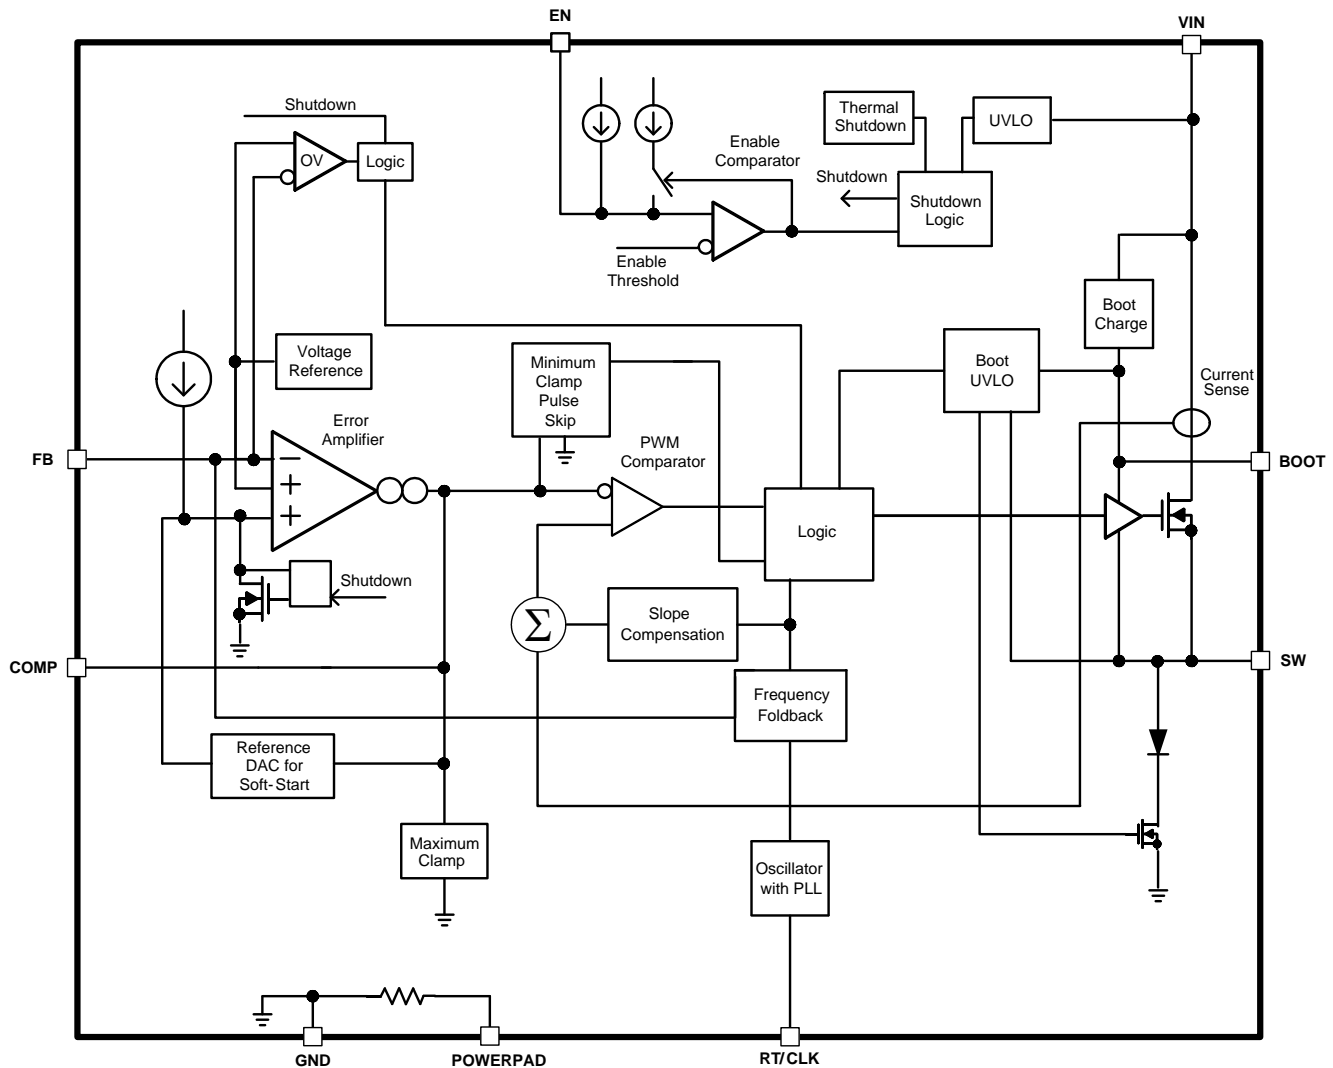 EN
VIN
Shutdown
OV
Logic
Enable
Comparator
Thermal
Shutdown
UVLO
Shutdown
Shutdown
Logic
Enable
Threshold
Boot
Charge
Voltage
Reference
Minimum
Clamp
Pulse
Skip
Boot
UVLO
Current
Sense
Error
Amplifier
FB
−
+
+
PWM
Comparator
BOOT
Logic
Shutdown
Σ
Slope
Compensation
COMP
SW
Frequency
Foldback
Reference
DAC for
Soft-Start
Maximum
Clamp
Oscillator
with PLL
GND
POWERPAD
RT/CLK